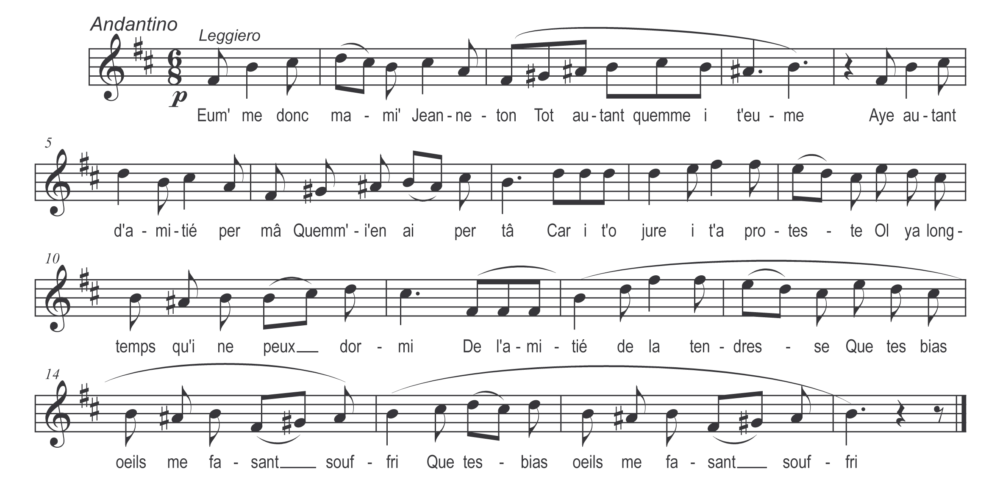 Andantino
Leggiero
p
Eum' me donc ma - mi' Jean - ne - ton Tot au - tant quemme i t'eu - me Aye au - tant
5
d'a - mi - tié per mâ Quemm' - i'en ai per tâ Car i t'o jure i t'a pro - tes - te Ol ya long -
10
temps qu'i ne peux___ dor - mi De l'a - mi - tié de la ten - dres - se Que tes bias
14
oeils me fa - sant___ souf - fri Que tes - bias oeils me fa - sant___ souf - fri